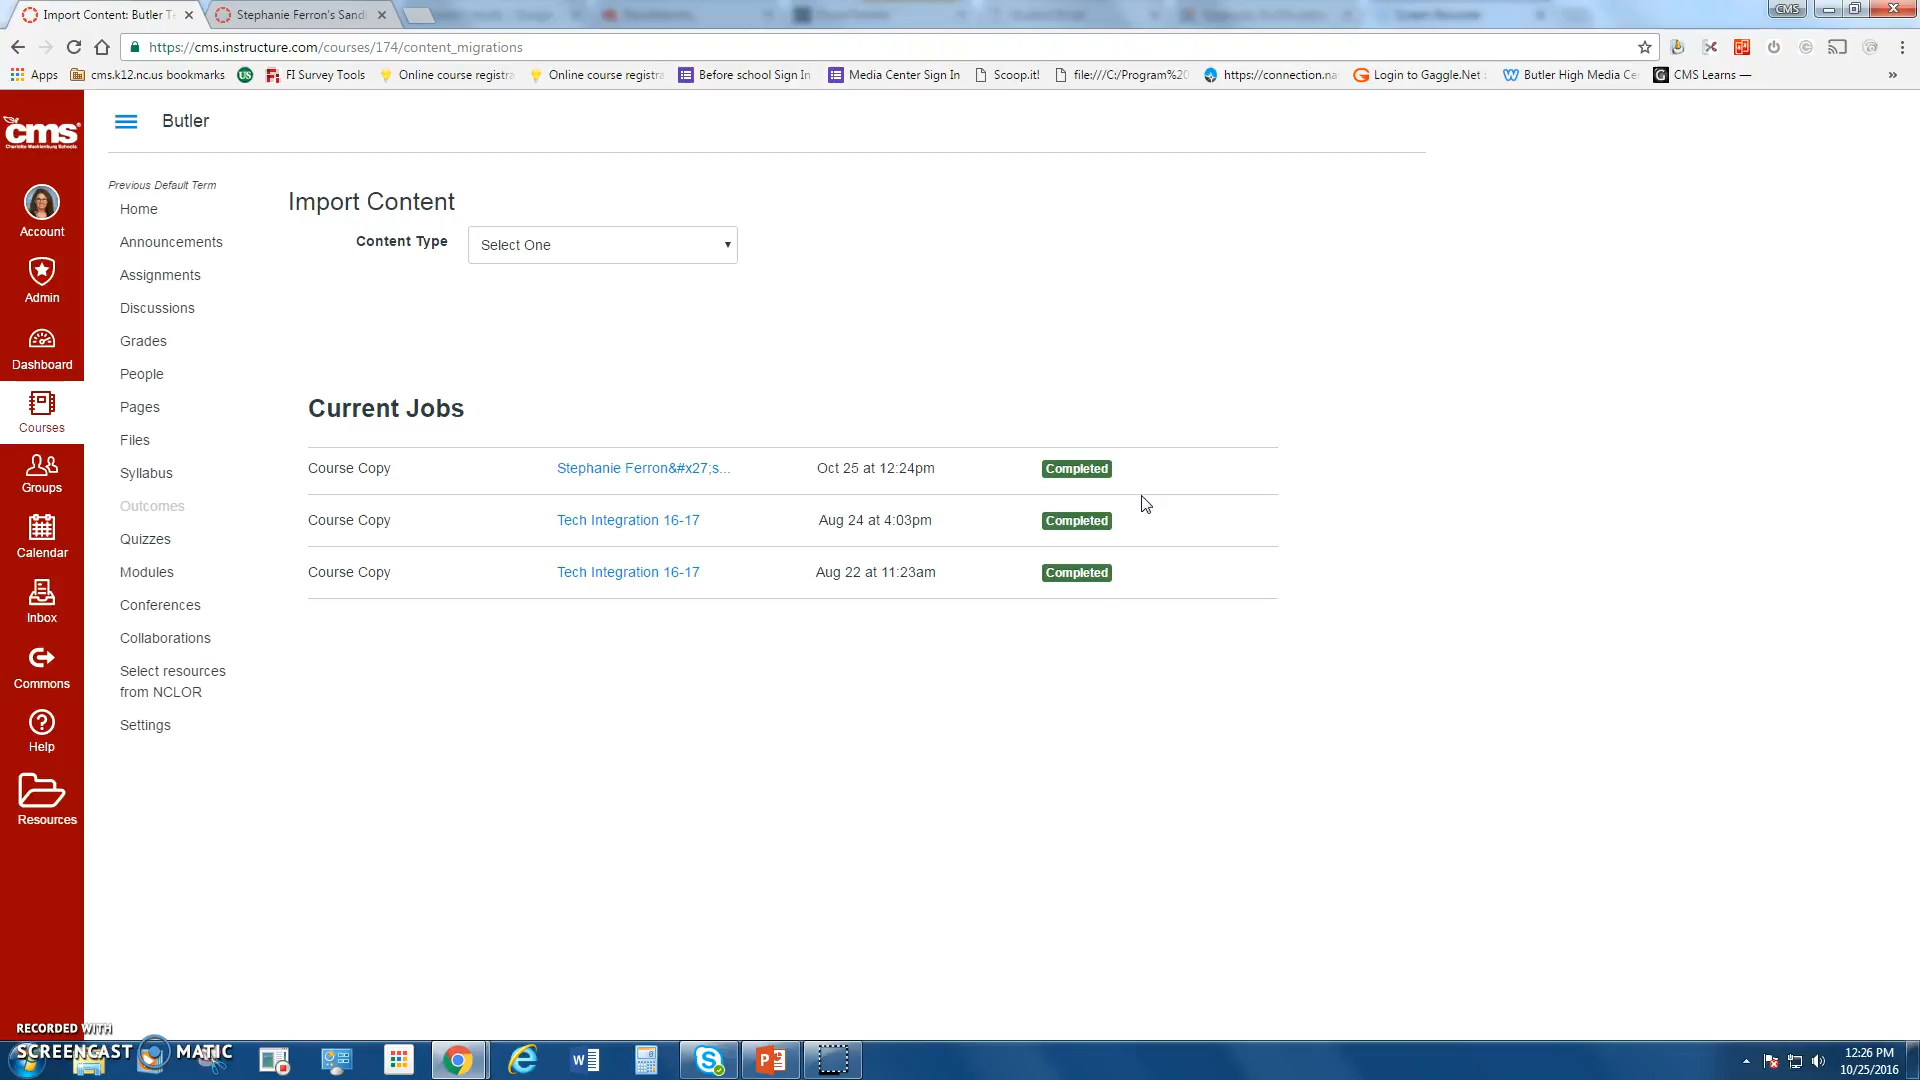 Import Content: Butler Te
Stephanie Ferron's Sand
CMS
https://cms.instructure.com/courses/174/content_migrations
Apps
cms.k12.nc.us bookmarks
US
FI Survey Tools
Online course registra
Online course registra
Before school Sign In
Media Center Sign In
Scoop.it!
file:///C:/Program%20
https://connection.na
Login to Gaggle.Net :
Butler High Media Ce
CMS Learns —
»
cms
Charlotte Mecklenburg Schools
Account
Admin
Dashboard
Courses
Groups
Calendar
Inbox
Commons
Help
Resources
Butler
Previous Default Term
Home
Announcements
Assignments
Discussions
Grades
People
Pages
Files
Syllabus
Outcomes
Quizzes
Modules
Conferences
Collaborations
Select resources
from NCLOR
Settings
Import Content
Content Type
Select One
Current Jobs
Course Copy Stephanie Ferron&#x27;s... Oct 25 at 12:24pm Completed
Course Copy Tech Integration 16-17 Aug 24 at 4:03pm Completed
Course Copy Tech Integration 16-17 Aug 22 at 11:23am Completed
RECORDED WITH
SCREENCAST MATIC
12:26 PM
10/25/2016